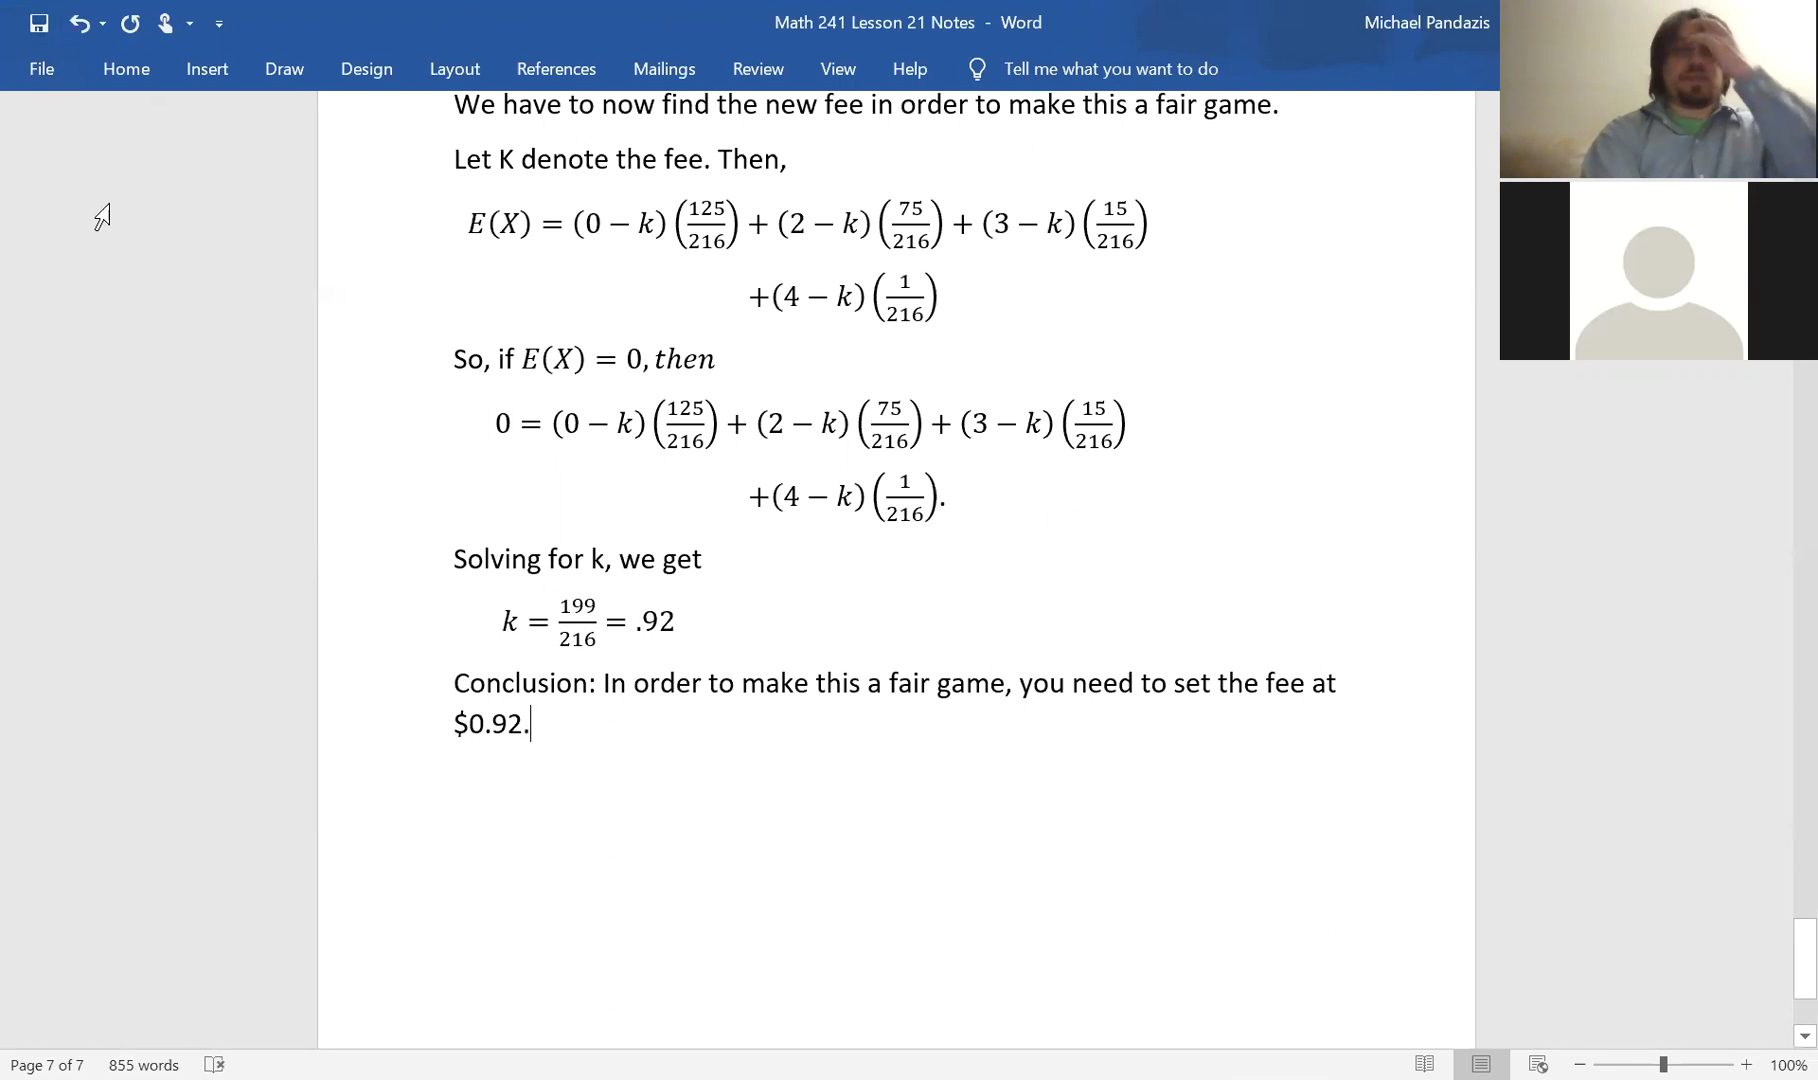 Math 241 Lesson 21 Notes - Word
Michael Pandazis
File Home Insert Draw Design Layout References Mailings Review View Help Tell me what you want to do
We have to now find the new fee in order to make this a fair game.
Let K denote the fee. Then,
E(X) = (0 − k)(125/216) + (2 − k)(75/216) + (3 − k)(15/216)
+(4 − k)(1/216)
So, if E(X) = 0, then
0 = (0 − k)(125/216) + (2 − k)(75/216) + (3 − k)(15/216)
+(4 − k)(1/216).
Solving for k, we get
k = 199/216 = .92
Conclusion: In order to make this a fair game, you need to set the fee at
$0.92.
Page 7 of 7 855 words 100%